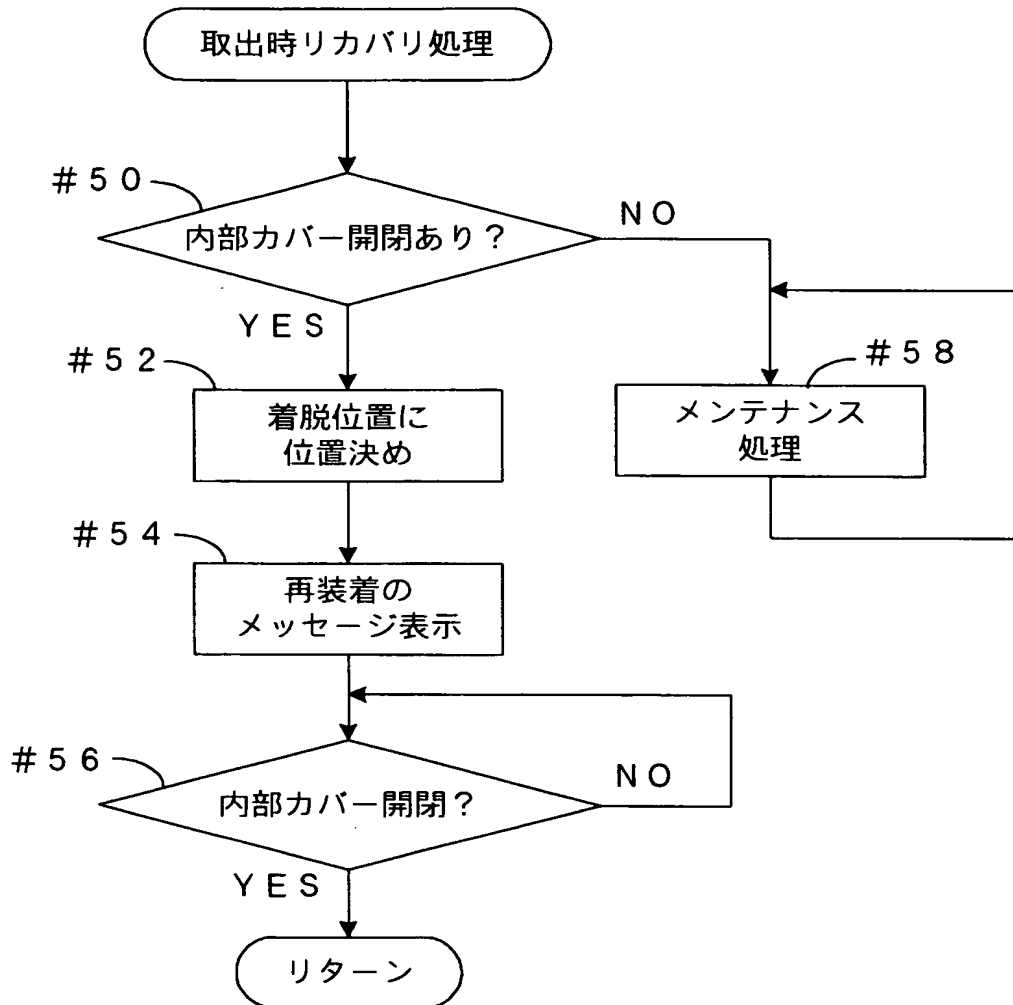 取出時リカバリ処理
#50
内部カバー開閉あり?
NO
YES
#52
着脱位置に
位置決め
#58
メンテナンス
処理
#54
再装着の
メッセージ表示
#56
内部カバー開閉?
NO
YES
リターン